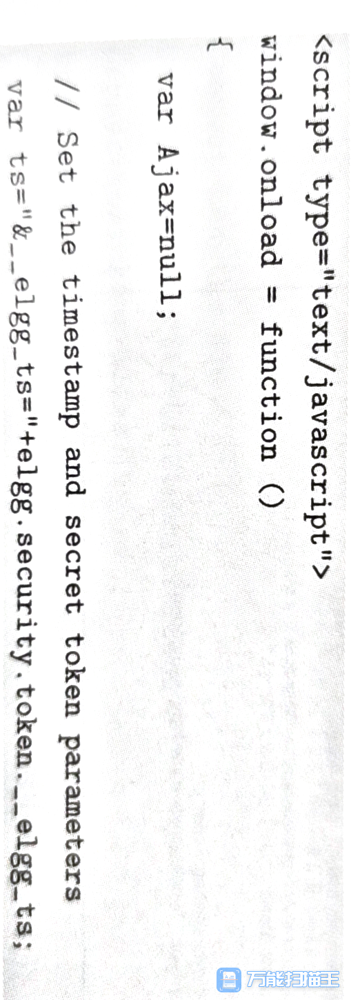 <script type="text/javascript">
window.onload = function ()
{
var Ajax=null;
// Set the timestamp and secret token parameters
var ts="&__elgg_ts="+elgg.security.token.__elgg_ts;
万能扫描王